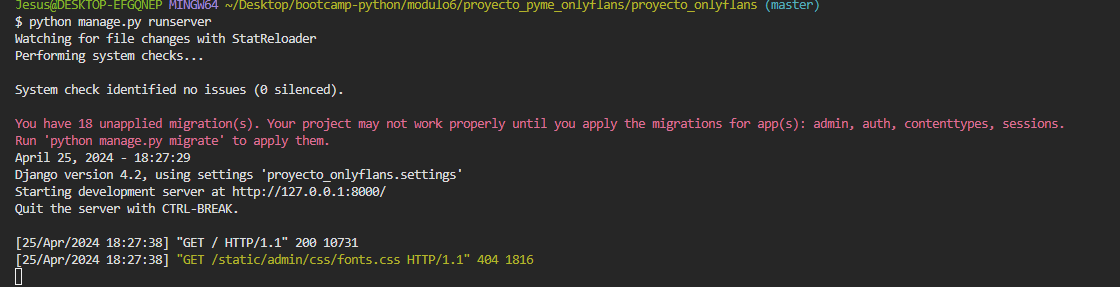 Jesus@DESKTOP-EFGQNEP MINGW64 ~/Desktop/bootcamp-python/modulo6/proyecto_pyme_onlyflans/proyecto_onlyflans (master)
$ python manage.py runserver
Watching for file changes with StatReloader
Performing system checks...
System check identified no issues (0 silenced).
You have 18 unapplied migration(s). Your project may not work properly until you apply the migrations for app(s): admin, auth, contenttypes, sessions.
Run 'python manage.py migrate' to apply them.
April 25, 2024 - 18:27:29
Django version 4.2, using settings 'proyecto_onlyflans.settings'
Starting development server at http://127.0.0.1:8000/
Quit the server with CTRL-BREAK.
[25/Apr/2024 18:27:38] "GET / HTTP/1.1" 200 10731
[25/Apr/2024 18:27:38] "GET /static/admin/css/fonts.css HTTP/1.1" 404 1816